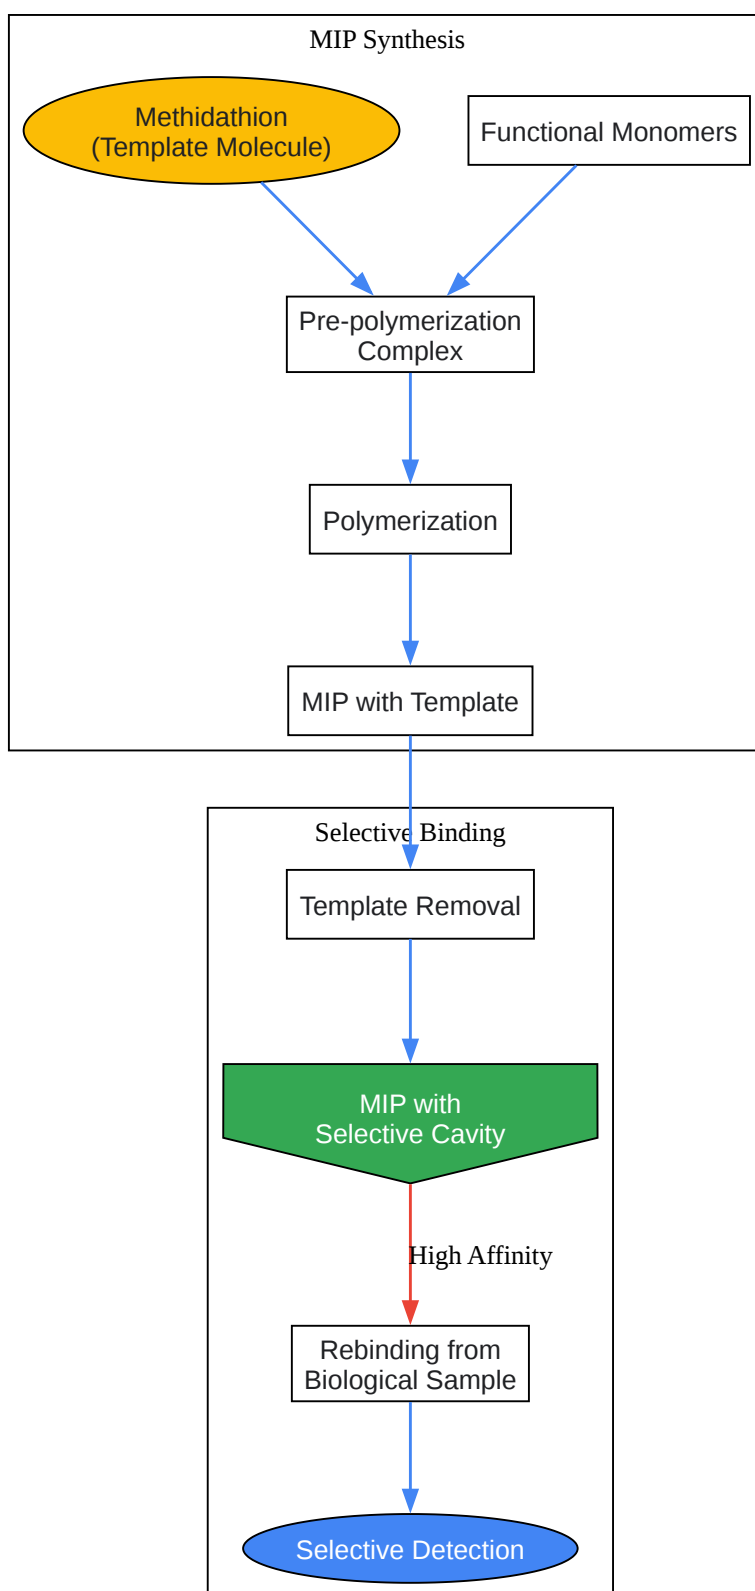 MIP Synthesis
Methidathion
(Template Molecule)
Functional Monomers
Pre-polymerization
Complex
Polymerization
MIP with Template
Selective Binding
Template Removal
MIP with
Selective Cavity
High Affinity
Rebinding from
Biological Sample
Selective Detection